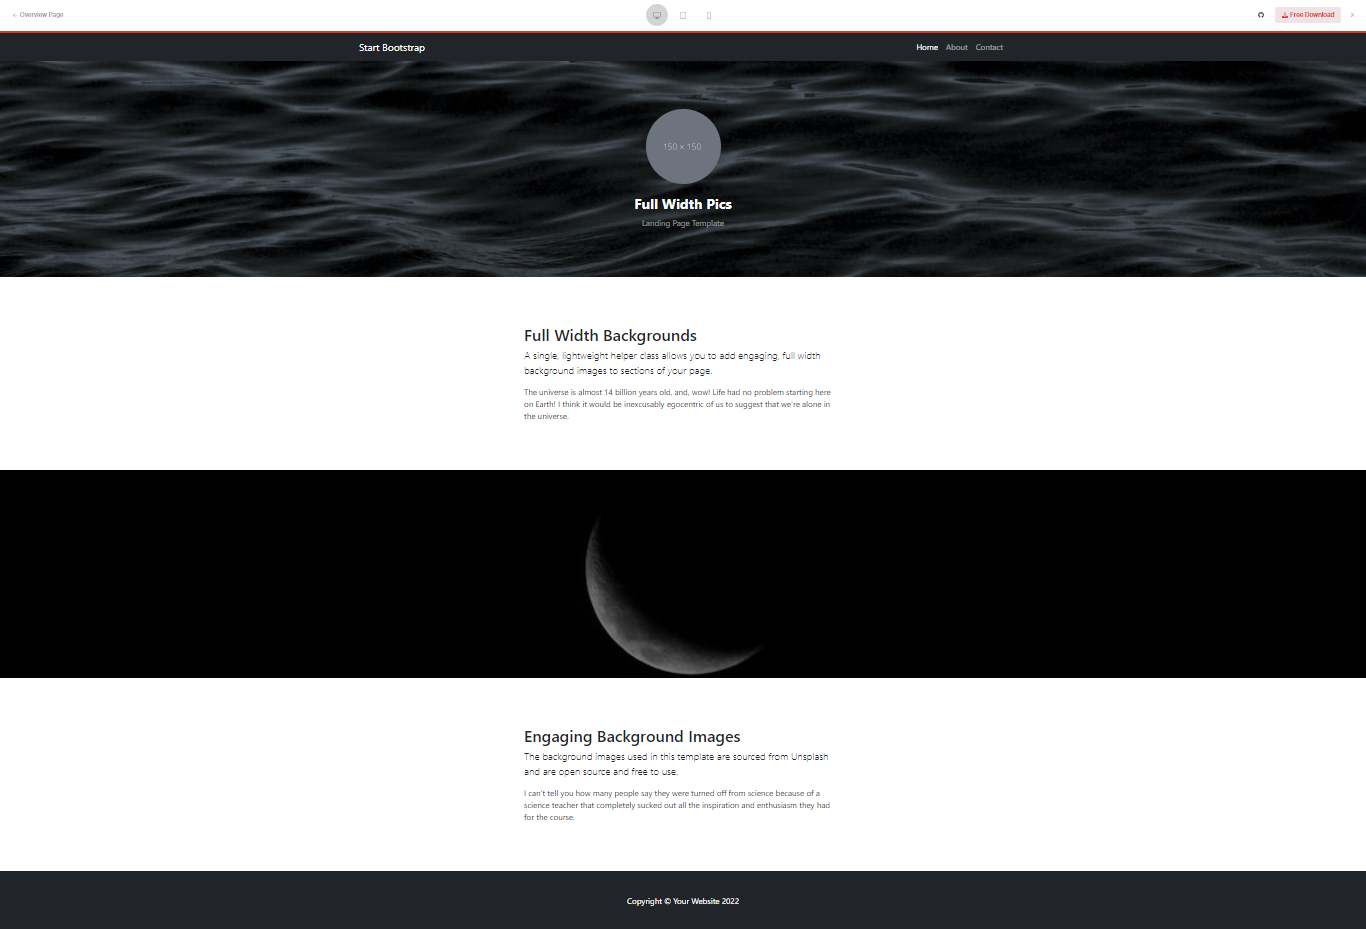 ← Overview Page
Free Download
×
Start Bootstrap
Home About Contact
150 × 150
Full Width Pics
Landing Page Template
Full Width Backgrounds
A single, lightweight helper class allows you to add engaging, full width
background images to sections of your page.
The universe is almost 14 billion years old, and, wow! Life had no problem starting here
on Earth! I think it would be inexcusably egocentric of us to suggest that we're alone in
the universe.
Engaging Background Images
The background images used in this template are sourced from Unsplash
and are open source and free to use.
I can't tell you how many people say they were turned off from science because of a
science teacher that completely sucked out all the inspiration and enthusiasm they had
for the course.
Copyright © Your Website 2022